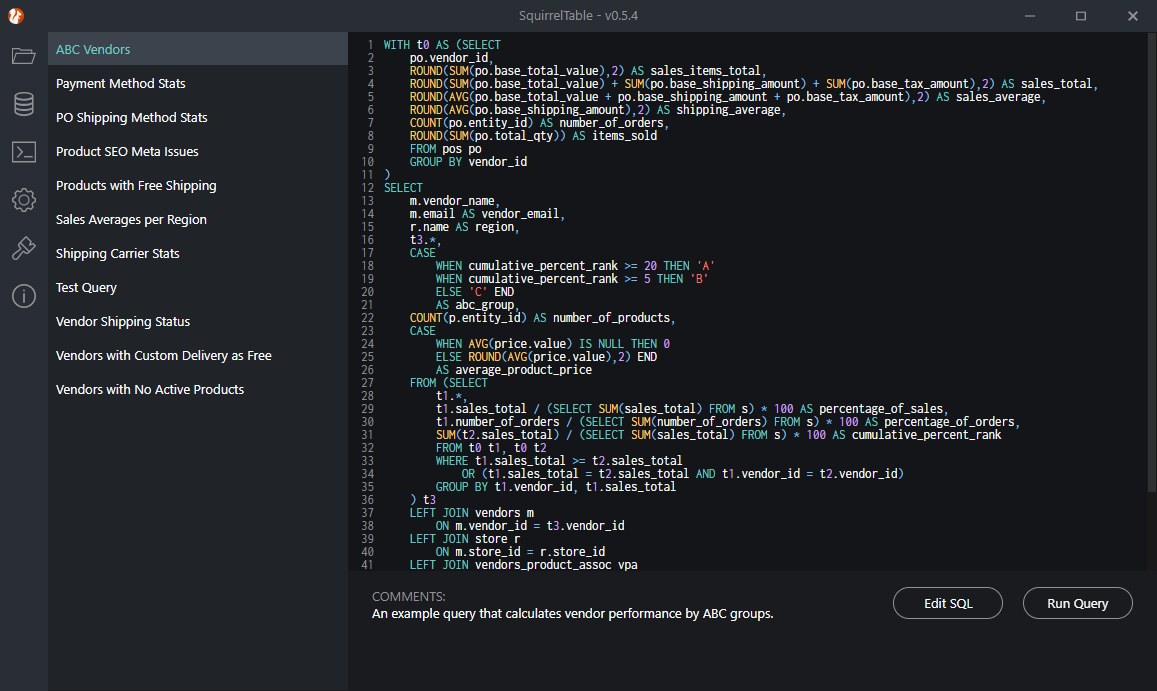 SquirrelTable - v0.5.4
ABC Vendors
Payment Method Stats
PO Shipping Method Stats
Product SEO Meta Issues
Products with Free Shipping
Sales Averages per Region
Shipping Carrier Stats
Test Query
Vendor Shipping Status
Vendors with Custom Delivery as Free
Vendors with No Active Products
1 WITH t0 AS (SELECT
2 po.vendor_id,
3 ROUND(SUM(po.base_total_value),2) AS sales_items_total,
4 ROUND(SUM(po.base_total_value) + SUM(po.base_shipping_amount) + SUM(po.base_tax_amount),2) AS sales_total,
5 ROUND(AVG(po.base_total_value + po.base_shipping_amount + po.base_tax_amount),2) AS sales_average,
6 ROUND(AVG(po.base_shipping_amount),2) AS shipping_average,
7 COUNT(po.entity_id) AS number_of_orders,
8 ROUND(SUM(po.total_qty)) AS items_sold
9 FROM pos po
10 GROUP BY vendor_id
11 )
12 SELECT
13 m.vendor_name,
14 m.email AS vendor_email,
15 r.name AS region,
16 t3.*,
17 CASE
18 WHEN cumulative_percent_rank >= 20 THEN 'A'
19 WHEN cumulative_percent_rank >= 5 THEN 'B'
20 ELSE 'C' END
21 AS abc_group,
22 COUNT(p.entity_id) AS number_of_products,
23 CASE
24 WHEN AVG(price.value) IS NULL THEN 0
25 ELSE ROUND(AVG(price.value),2) END
26 AS average_product_price
27 FROM (SELECT
28 t1.*,
29 t1.sales_total / (SELECT SUM(sales_total) FROM s) * 100 AS percentage_of_sales,
30 t1.number_of_orders / (SELECT SUM(number_of_orders) FROM s) * 100 AS percentage_of_orders,
31 SUM(t2.sales_total) / (SELECT SUM(sales_total) FROM s) * 100 AS cumulative_percent_rank
32 FROM t0 t1, t0 t2
33 WHERE t1.sales_total >= t2.sales_total
34 OR (t1.sales_total = t2.sales_total AND t1.vendor_id = t2.vendor_id)
35 GROUP BY t1.vendor_id, t1.sales_total
36 ) t3
37 LEFT JOIN vendors m
38 ON m.vendor_id = t3.vendor_id
39 LEFT JOIN store r
40 ON m.store_id = r.store_id
41 LEFT JOIN vendors_product_assoc vpa
COMMENTS:
An example query that calculates vendor performance by ABC groups.
Edit SQL
Run Query